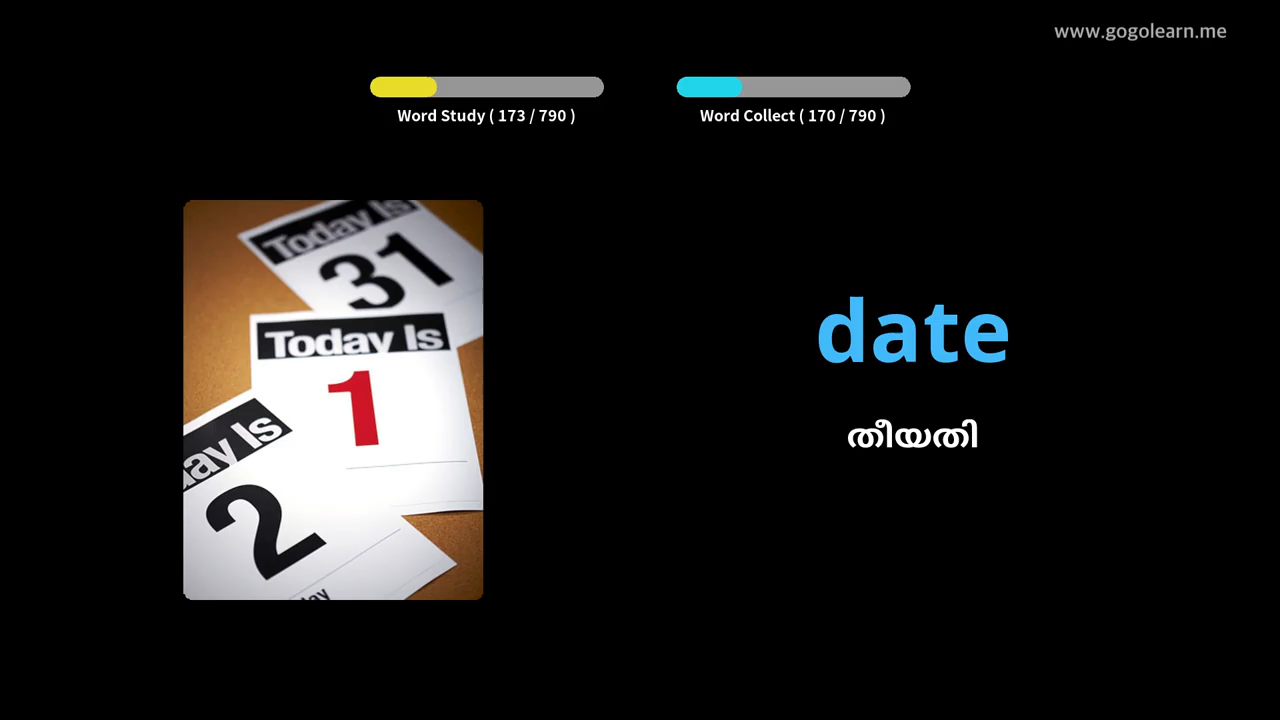 www.gogolearn.me
Word Study ( 173 / 790 )
Word Collect ( 170 / 790 )
Today Is
31
Today Is
1
ay Is
2
date
തീയതി